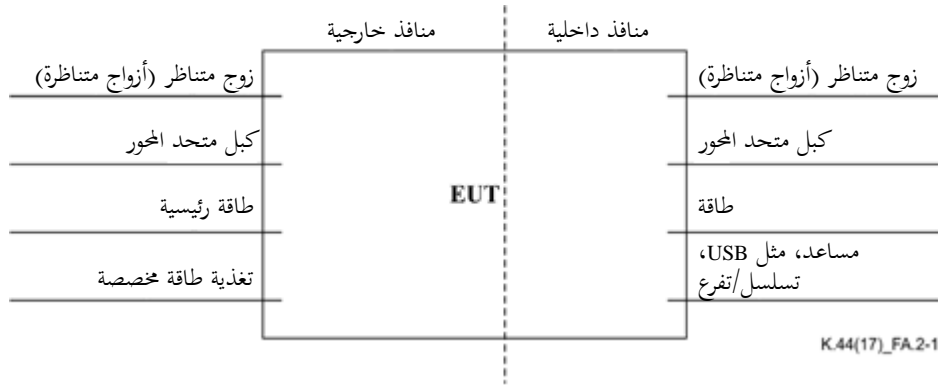 منافذ خارجية
منافذ داخلية
زوج متناظر (أزواج متناظرة)
زوج متناظر (أزواج متناظرة)
كبل متحد المحور
كبل متحد المحور
EUT
طاقة رئيسية
طاقة
تغذية طاقة مخصصة
مساعد، مثل USB،
تسلسل/تفرع
K.44(17)_FA.2-1